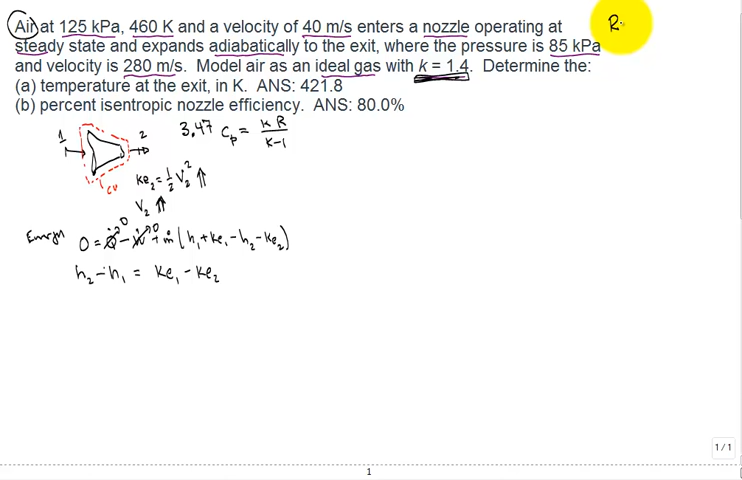 Air at 125 kPa, 460 K and a velocity of 40 m/s enters a nozzle operating at
steady state and expands adiabatically to the exit, where the pressure is 85 kPa
and velocity is 280 m/s. Model air as an ideal gas with k = 1.4. Determine the:
(a) temperature at the exit, in K. ANS: 421.8
(b) percent isentropic nozzle efficiency. ANS: 80.0%
R
1 2 3.47 Cp = kR/k-1
CV
ke₂ = ½ V₂² ↑
V₂ ↑
0 = Q̇→0 - Ẇ→0 + ṁ(h₁ + ke₁ - h₂ - ke₂)
h₂ - h₁ = ke₁ - ke₂
1 / 1
1